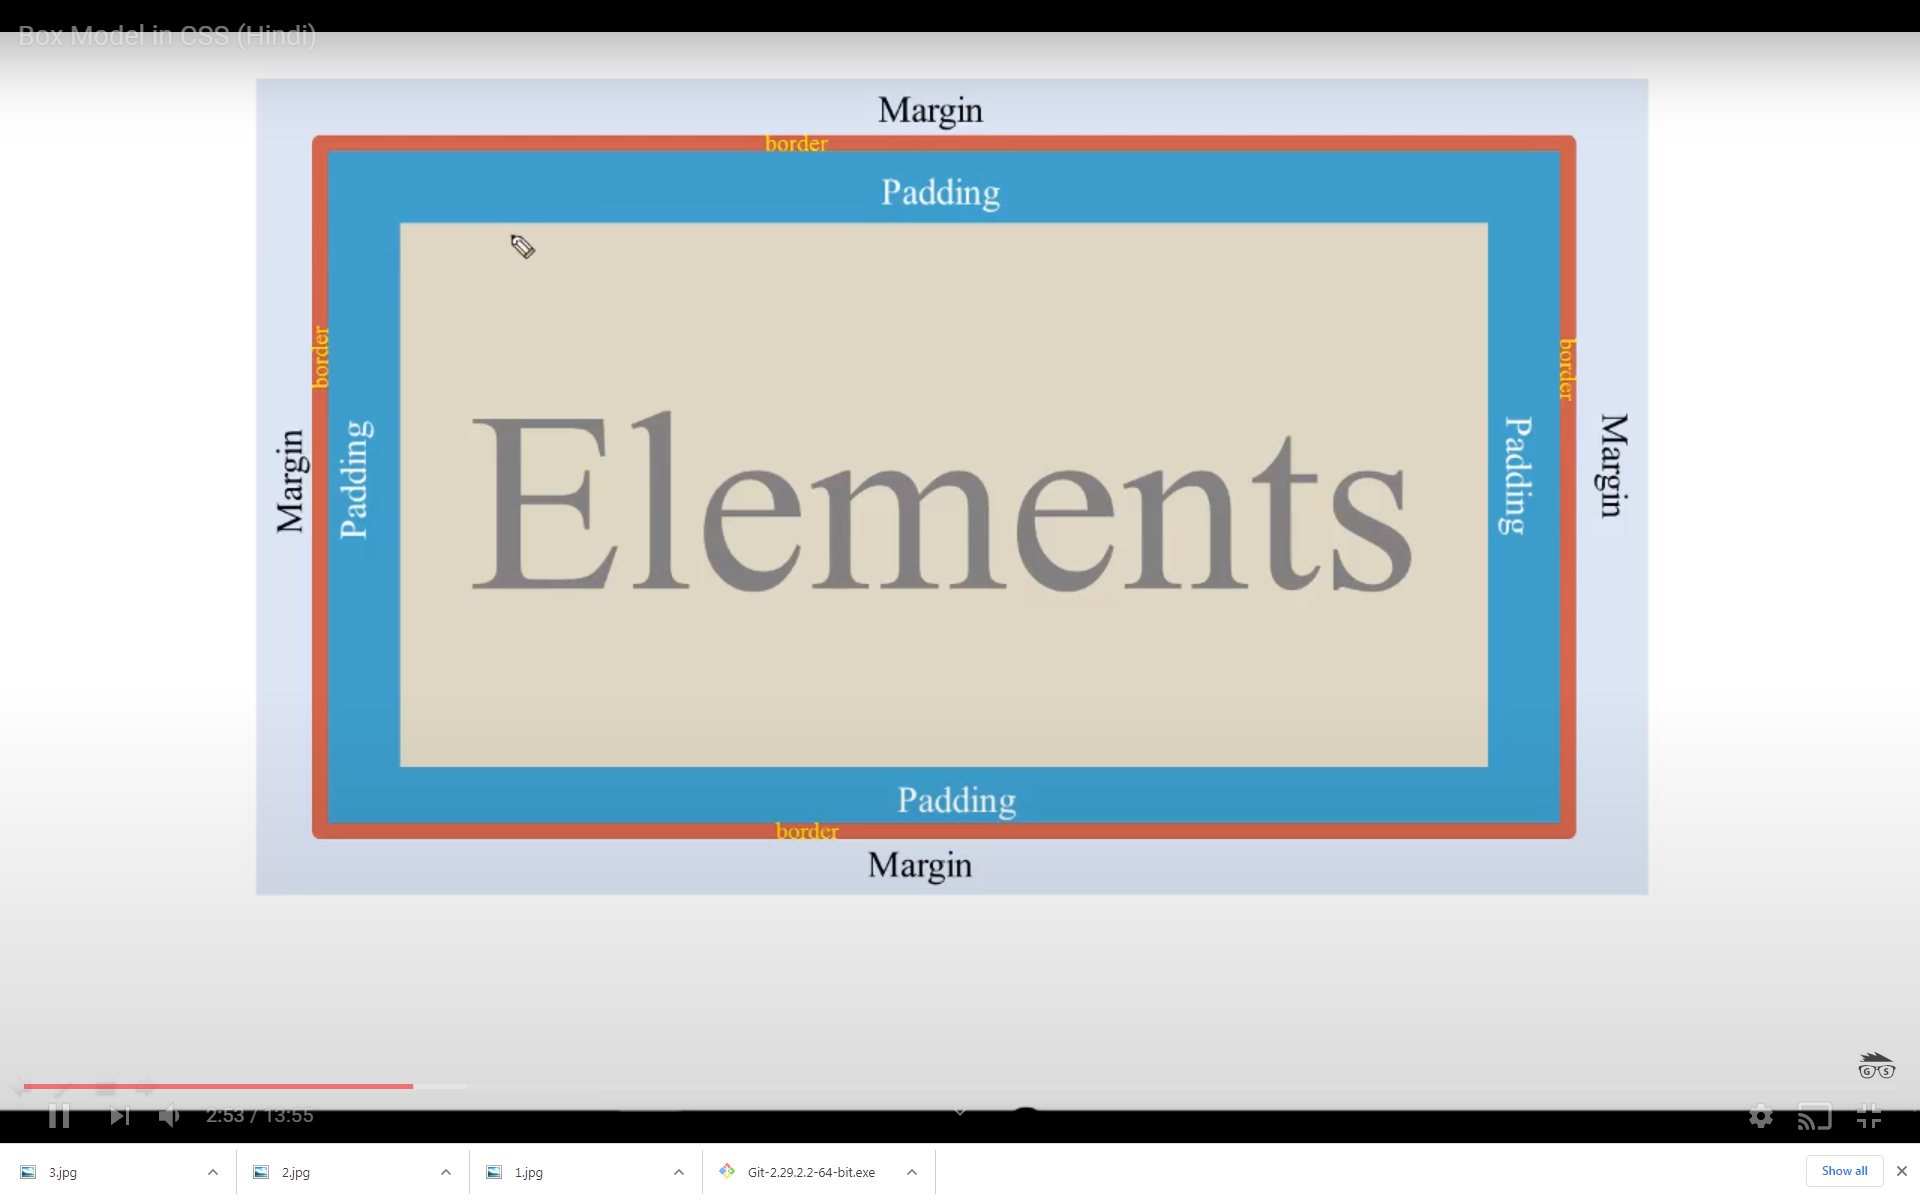 Box Model in CSS (Hindi)
Margin
border
Padding
border
border
Margin
Padding
Elements
Padding
Margin
Padding
border
Margin
G S
2:53 / 13:55
3.jpg
2.jpg
1.jpg
Git-2.29.2.2-64-bit.exe
Show all